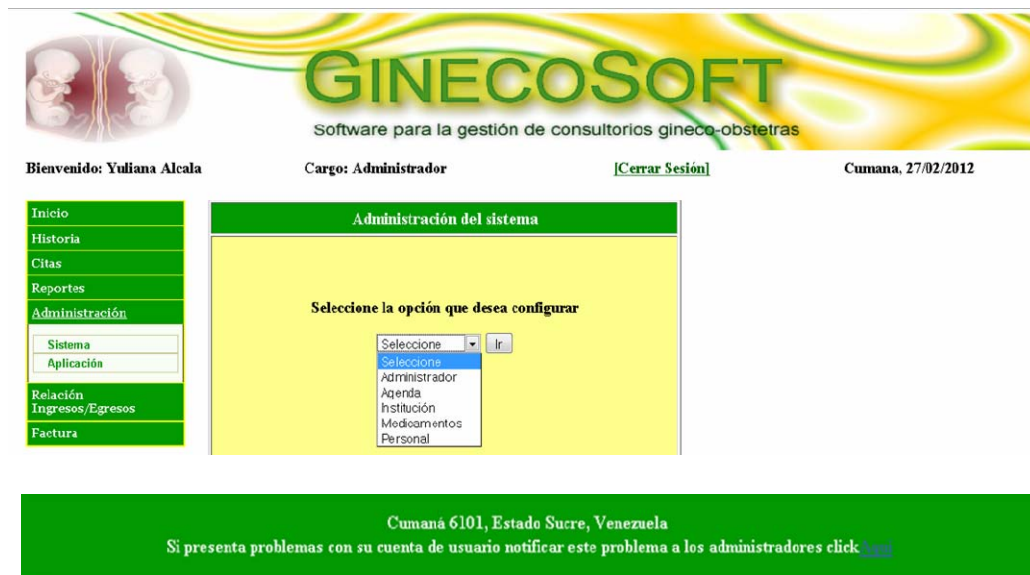 GINECOSOFT
Software para la gestión de consultorios gineco-obstetras
Bienvenido: Yuliana Alcala Cargo: Administrador [Cerrar Sesión] Cumana, 27/02/2012
Inicio
Historia
Citas
Reportes
Administración
Sistema
Aplicación
Relación
Ingresos/Egresos
Factura
Administración del sistema
Seleccione la opción que desea configurar
Seleccione Ir
Seleccione
Administrador
Agenda
Institución
Medicamentos
Personal
Cumaná 6101, Estado Sucre, Venezuela
Si presenta problemas con su cuenta de usuario notificar este problema a los administradores click Aquí